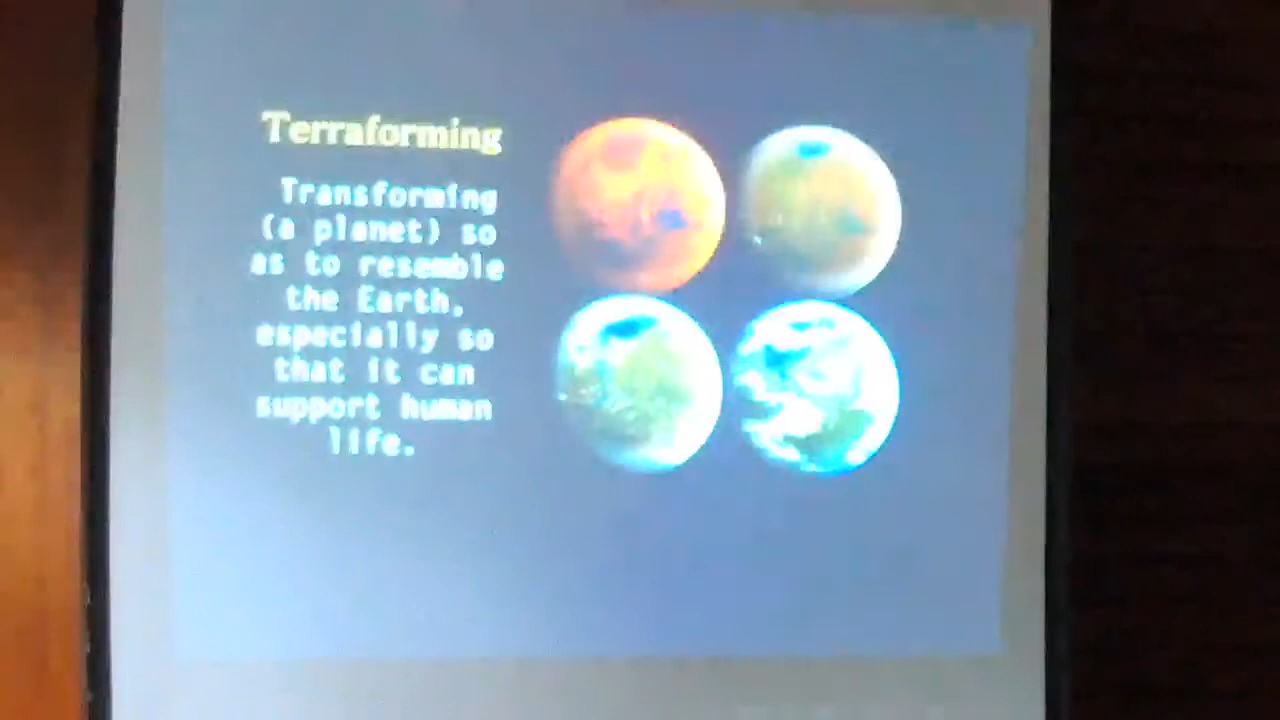 Terraforming
Transforming
(a planet) so
as to resemble
the Earth,
especially so
that it can
support human
life.